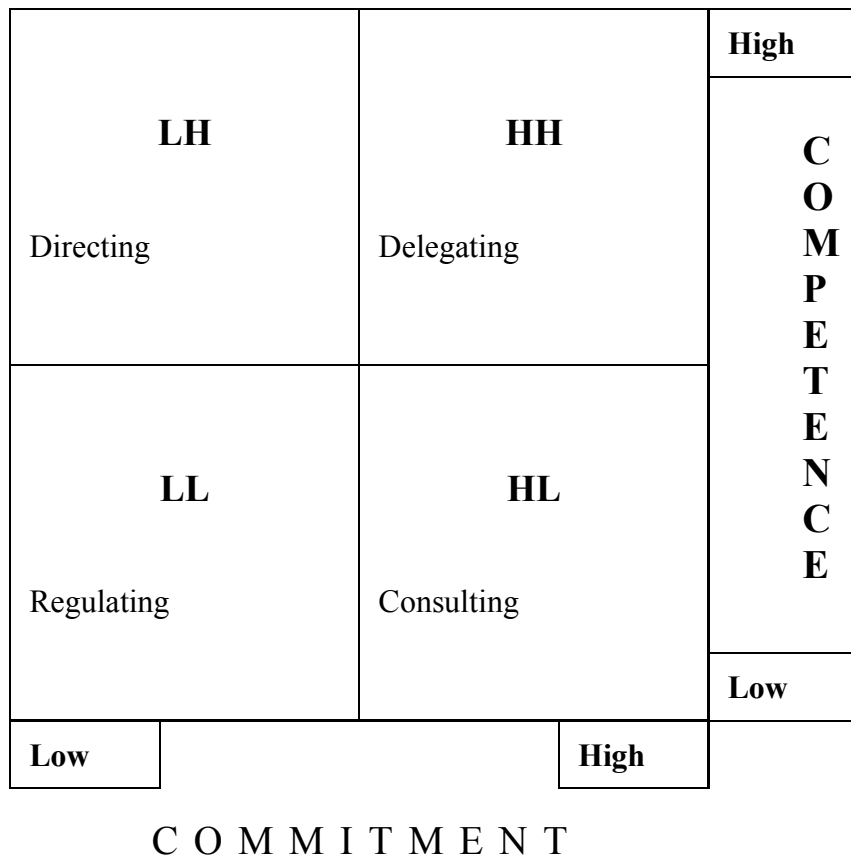 High
LH
HH
Directing
Delegating
C
O
M
P
E
T
E
N
C
E
LL
HL
Regulating
Consulting
Low
Low
High
C O M M I T M E N T